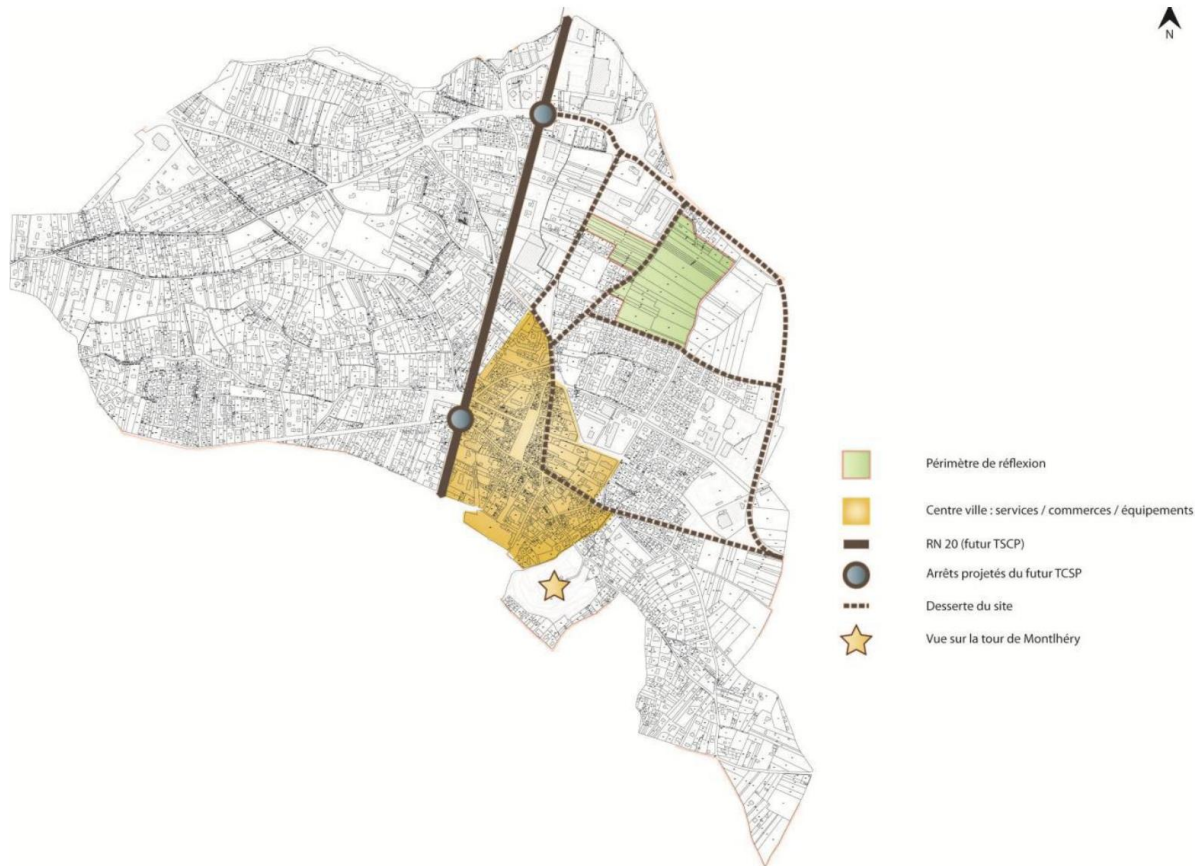 N
Périmètre de réflexion
Centre ville : services / commerces / équipements
RN 20 (futur TSCP)
Arrêts projetés du futur TCSP
Desserte du site
Vue sur la tour de Montlhéry